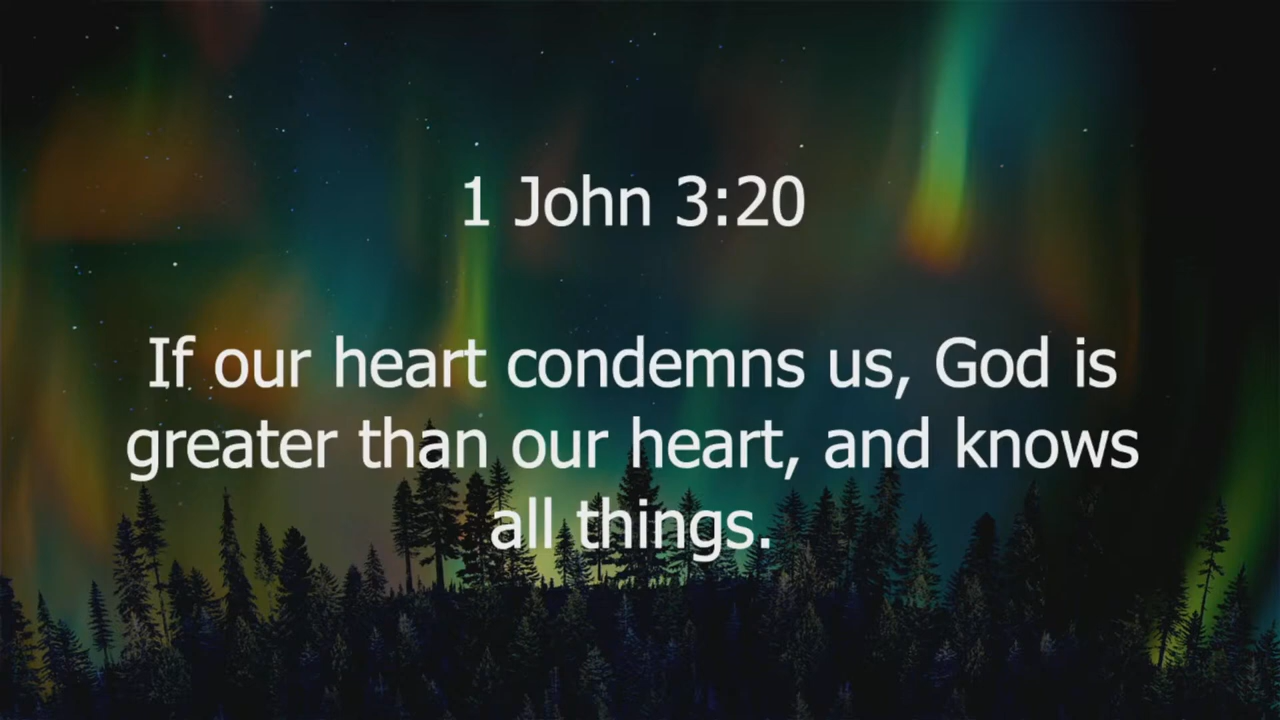 1 John 3:20
If our heart condemns us, God is
greater than our heart, and knows
all things.